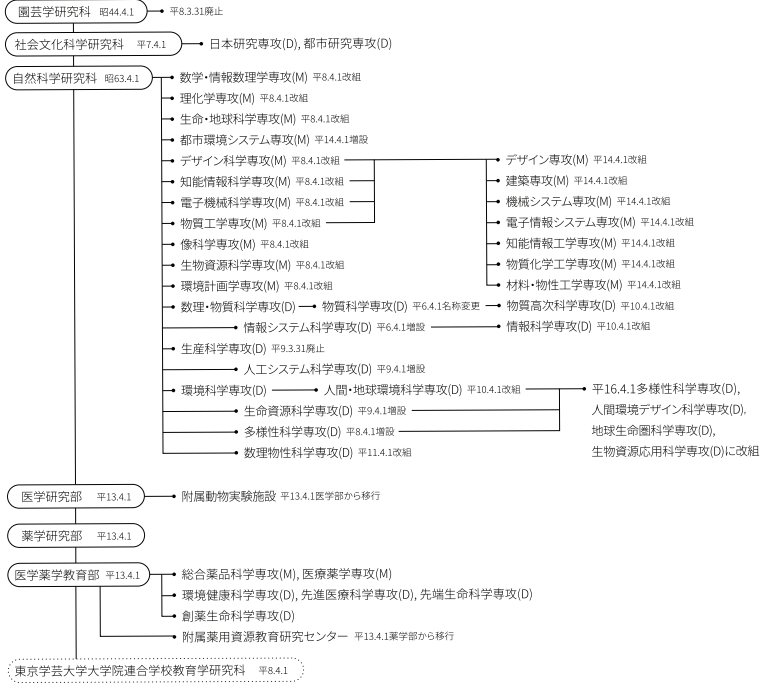 園芸学研究科 昭44.4.1 平8.3.31廃止
社会文化科学研究科 平7.4.1 日本研究専攻(D), 都市研究専攻(D)
自然科学研究科 昭63.4.1 数学・情報数理学専攻(M) 平8.4.1改組
理化学専攻(M) 平8.4.1改組
生命・地球科学専攻(M) 平8.4.1改組
都市環境システム専攻(M) 平14.4.1増設
デザイン科学専攻(M) 平8.4.1改組 デザイン専攻(M) 平14.4.1改組
知能情報科学専攻(M) 平8.4.1改組 建築専攻(M) 平14.4.1改組
電子機械科学専攻(M) 平8.4.1改組 機械システム専攻(M) 平14.4.1改組
物質工学専攻(M) 平8.4.1改組 電子情報システム専攻(M) 平14.4.1改組
像科学専攻(M) 平8.4.1改組 知能情報工学専攻(M) 平14.4.1改組
生物資源科学専攻(M) 平8.4.1改組 物質化学工学専攻(M) 平14.4.1改組
環境計画学専攻(M) 平8.4.1改組 材料・物性工学専攻(M) 平14.4.1改組
数理・物質科学専攻(D) 物質科学専攻(D) 平6.4.1名称変更 物質高次科学専攻(D) 平10.4.1改組
情報システム科学専攻(D) 平6.4.1増設 情報科学専攻(D) 平10.4.1改組
生産科学専攻(D) 平9.3.31廃止
人工システム科学専攻(D) 平9.4.1増設
環境科学専攻(D) 人間・地球環境科学専攻(D) 平10.4.1改組 平16.4.1多様性科学専攻(D),
生命資源科学専攻(D) 平9.4.1増設 人間環境デザイン科学専攻(D).
多様性科学専攻(D) 平8.4.1増設 地球生命圏科学専攻(D),
数理物性科学専攻(D) 平11.4.1改組 生物資源応用科学専攻(D)に改組
医学研究部 平13.4.1 附属動物実験施設 平13.4.1医学部から移行
薬学研究部 平13.4.1
医学薬学教育部 平13.4.1 総合薬品科学専攻(M), 医療薬学専攻(M)
環境健康科学専攻(D), 先進医療科学専攻(D), 先端生命科学専攻(D)
創薬生命科学専攻(D)
附属薬用資源教育研究センター 平13.4.1薬学部から移行
東京学芸大学大学院連合学校教育学研究科 平8.4.1